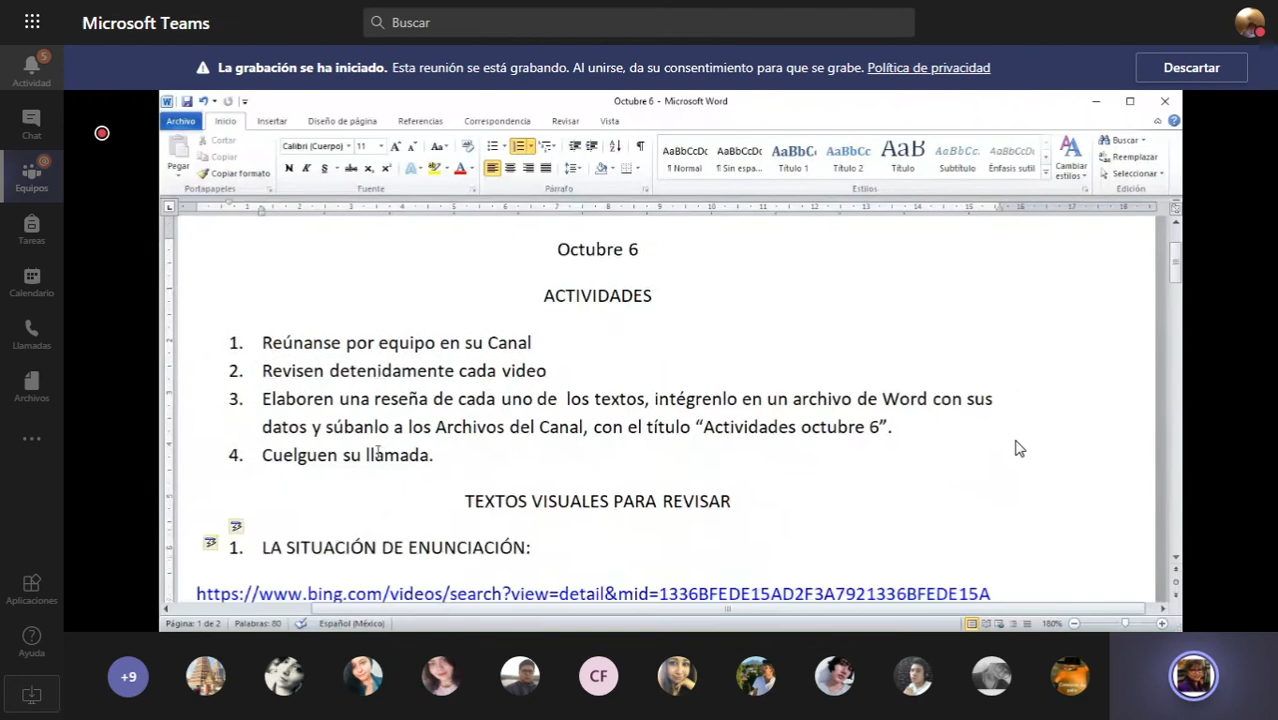 Microsoft Teams
Buscar
La grabación se ha iniciado. Esta reunión se está grabando. Al unirse, da su consentimiento para que se grabe. Política de privacidad
Descartar
5
Actividad
Chat
Equipos
Tareas
Calendario
Llamadas
Archivos
Aplicaciones
Ayuda
Octubre 6 - Microsoft Word
Archivo Inicio Insertar Diseño de página Referencias Correspondencia Revisar Vista
Pegar
Cortar
Copiar
Copiar formato
Portapapeles
Calibri (Cuerpo) 11
Fuente
Párrafo
AaBbCcDc AaBbCcDc AaBbC AaBbCc AaB AaBbCc. AaBbCcDc
¶ Normal ¶ Sin espa... Título 1 Título 2 Título Subtítulo Énfasis sutil
Estilos
Cambiar estilos
Buscar
Reemplazar
Seleccionar
Edición
Octubre 6
ACTIVIDADES
1. Reúnanse por equipo en su Canal
2. Revisen detenidamente cada video
3. Elaboren una reseña de cada uno de los textos, intégrenlo en un archivo de Word con sus
datos y súbanlo a los Archivos del Canal, con el título “Actividades octubre 6”.
4. Cuelguen su llamada.
TEXTOS VISUALES PARA REVISAR
1. LA SITUACIÓN DE ENUNCIACIÓN:
https://www.bing.com/videos/search?view=detail&mid=1336BFEDE15AD2F3A7921336BFEDE15A
Página: 1 de 2 Palabras: 80 Español (México) 180%
+9
CF